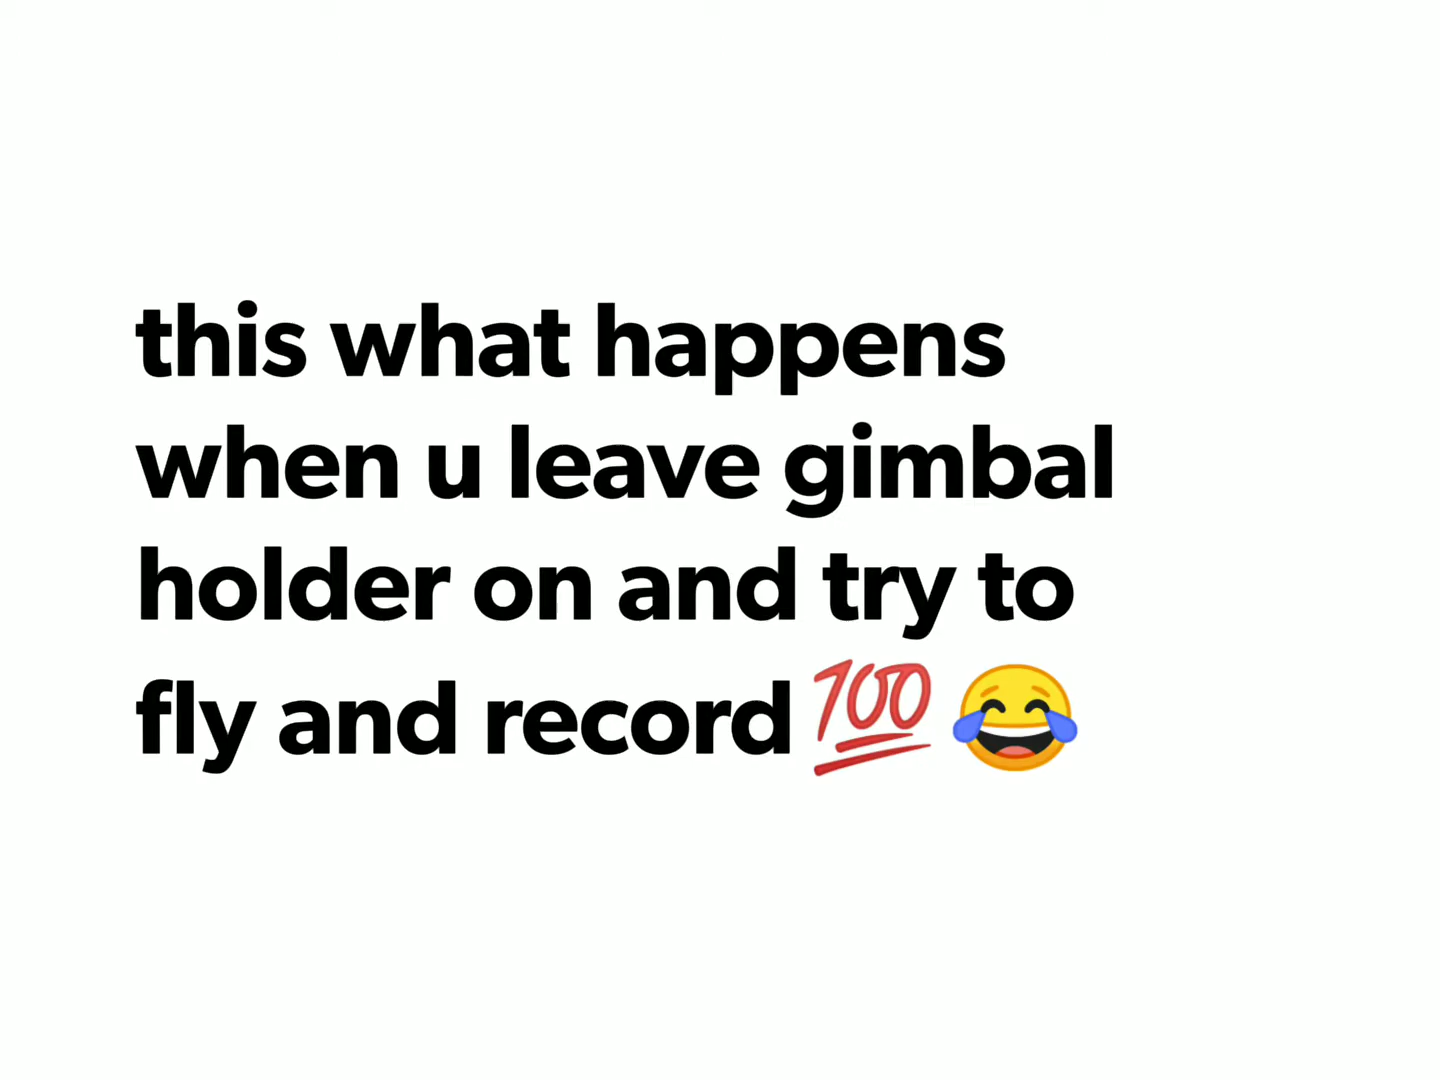 this what happens
when u leave gimbal
holder on and try to
fly and record 💯 😂